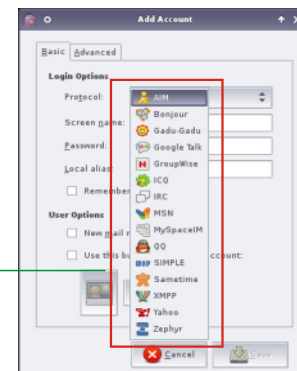 Add Account
Basic Advanced
Login Options
Protocol: AIM
Bonjour
Screen name:
Gadu-Gadu
Password: Google Talk
GroupWise
Local alias:
ICQ
Remember
IRC
User Options
MSN
New mail
MySpaceIM
QQ
Use this bu
ccount:
SIMPLE
Sametime
XMPP
Yahoo
Zephyr
Cancel Save